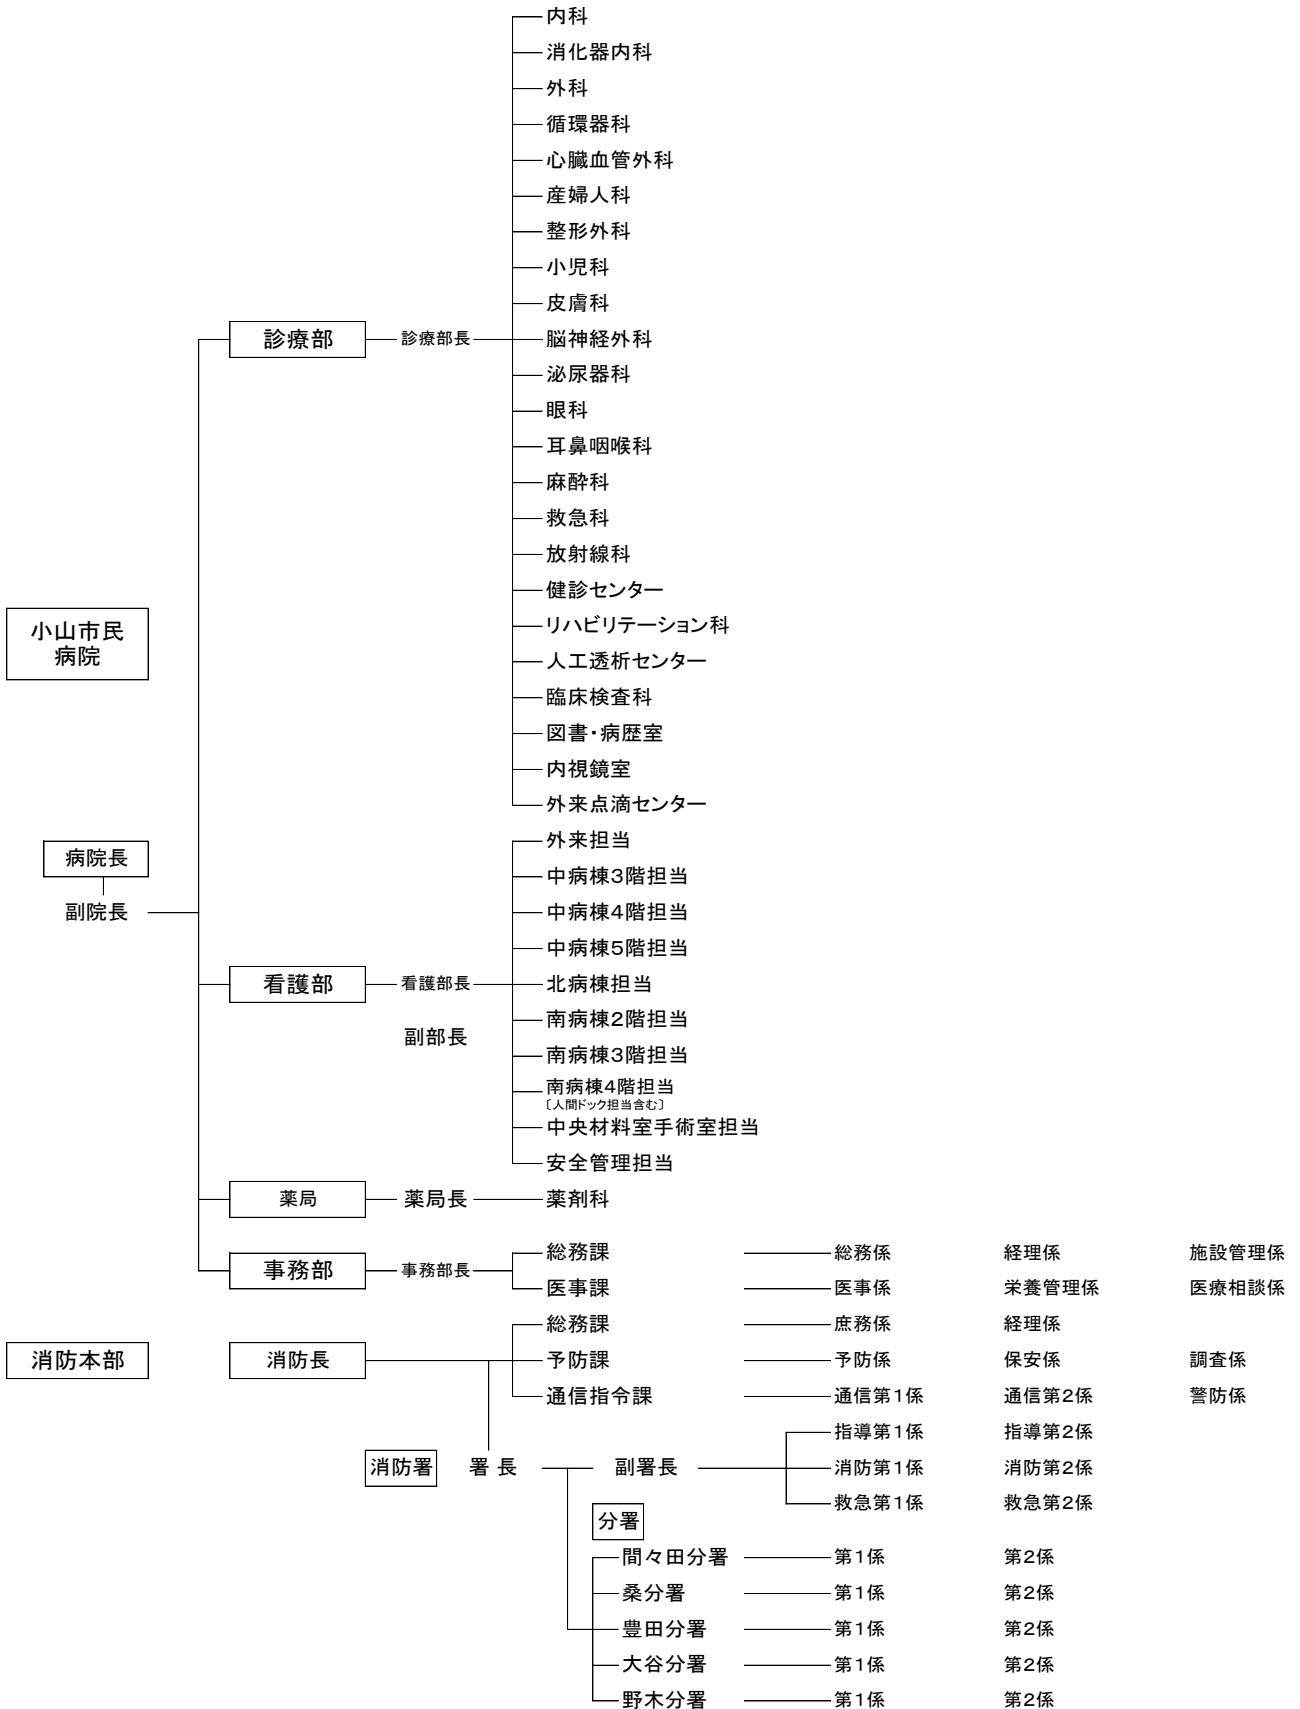 内科
消化器内科
外科
循環器科
心臓血管外科
産婦人科
整形外科
小児科
皮膚科
診療部 診療部長 脳神経外科
泌尿器科
眼科
耳鼻咽喉科
麻酔科
救急科
放射線科
健診センター
小山市民
病院
リハビリテーション科
人工透析センター
臨床検査科
図書・病歴室
内視鏡室
外来点滴センター
外来担当
病院長
中病棟3階担当
副院長 中病棟4階担当
中病棟5階担当
看護部 看護部長 北病棟担当
南病棟2階担当
副部長
南病棟3階担当
南病棟4階担当
〔人間ドック担当含む〕
中央材料室手術室担当
安全管理担当
薬局 薬局長 薬剤科
総務課 総務係 経理係 施設管理係
事務部 事務部長
医事課 医事係 栄養管理係 医療相談係
総務課 庶務係 経理係
消防本部 消防長 予防課 予防係 保安係 調査係
通信指令課 通信第1係 通信第2係 警防係
指導第1係 指導第2係
消防署 署長 副署長 消防第1係 消防第2係
救急第1係 救急第2係
分署
間々田分署 第1係 第2係
桑分署 第1係 第2係
豊田分署 第1係 第2係
大谷分署 第1係 第2係
野木分署 第1係 第2係